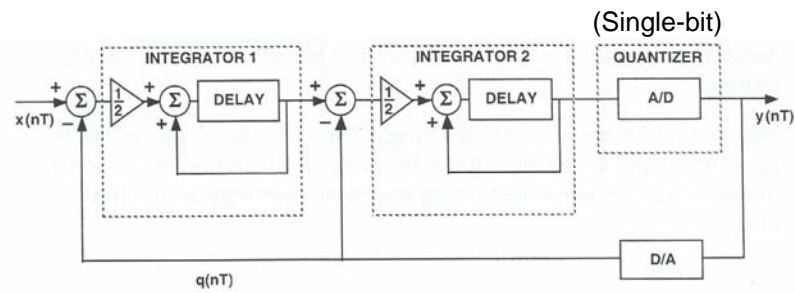 (Single-bit)
INTEGRATOR 1
INTEGRATOR 2
QUANTIZER
x(nT)
+
−
Σ
1/2
+
Σ
+
DELAY
+
Σ
−
1/2
+
Σ
+
DELAY
A/D
y(nT)
q(nT)
D/A